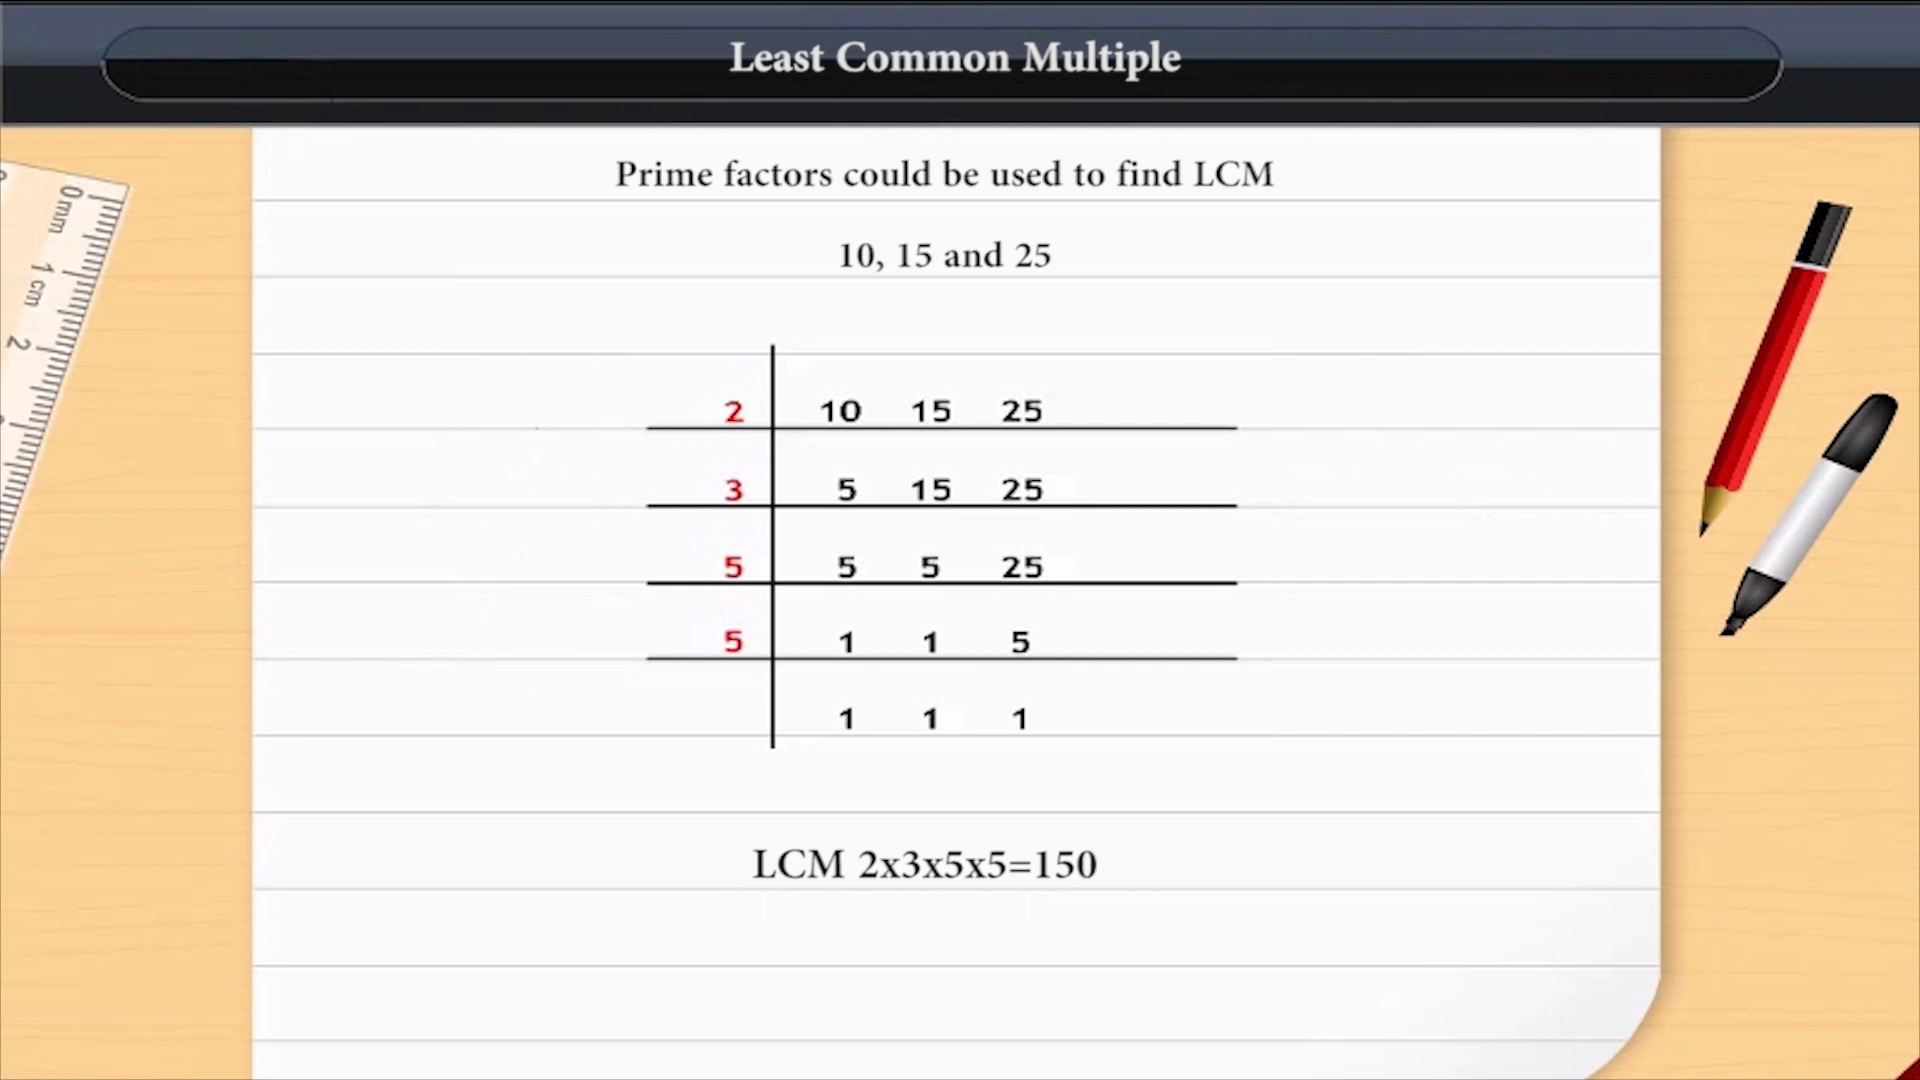 Least Common Multiple
Prime factors could be used to find LCM
10, 15 and 25
2 10 15 25
3 5 15 25
5 5 5 25
5 1 1 5
1 1 1
LCM 2x3x5x5=150
0mm
1 cm
2